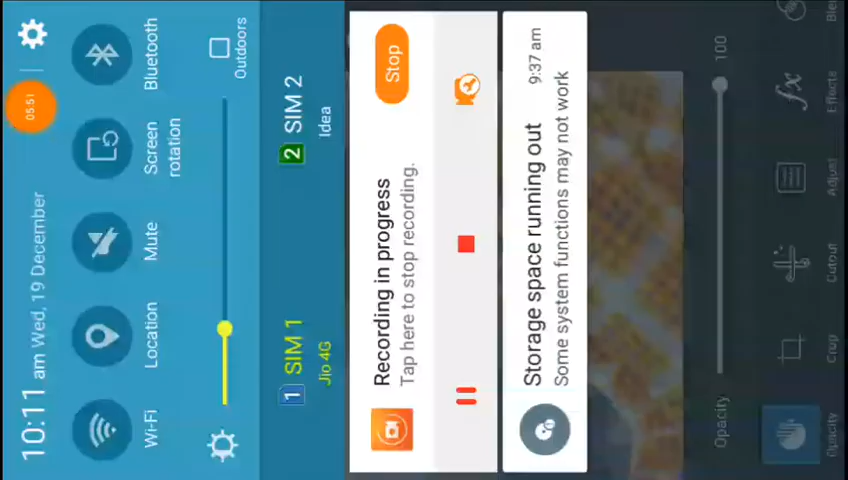 10:11 am Wed, 19 December
05:51
Wi-Fi
Location
Mute
Screen rotation
Bluetooth
Outdoors
1 SIM 1
Jio 4G
2 SIM 2
Idea
Recording in progress
Tap here to stop recording.
Stop
Storage space running out 9:37 am
Some system functions may not work
Opacity 100
Opacity
Crop
Cutout
Adjust
fx
Effects